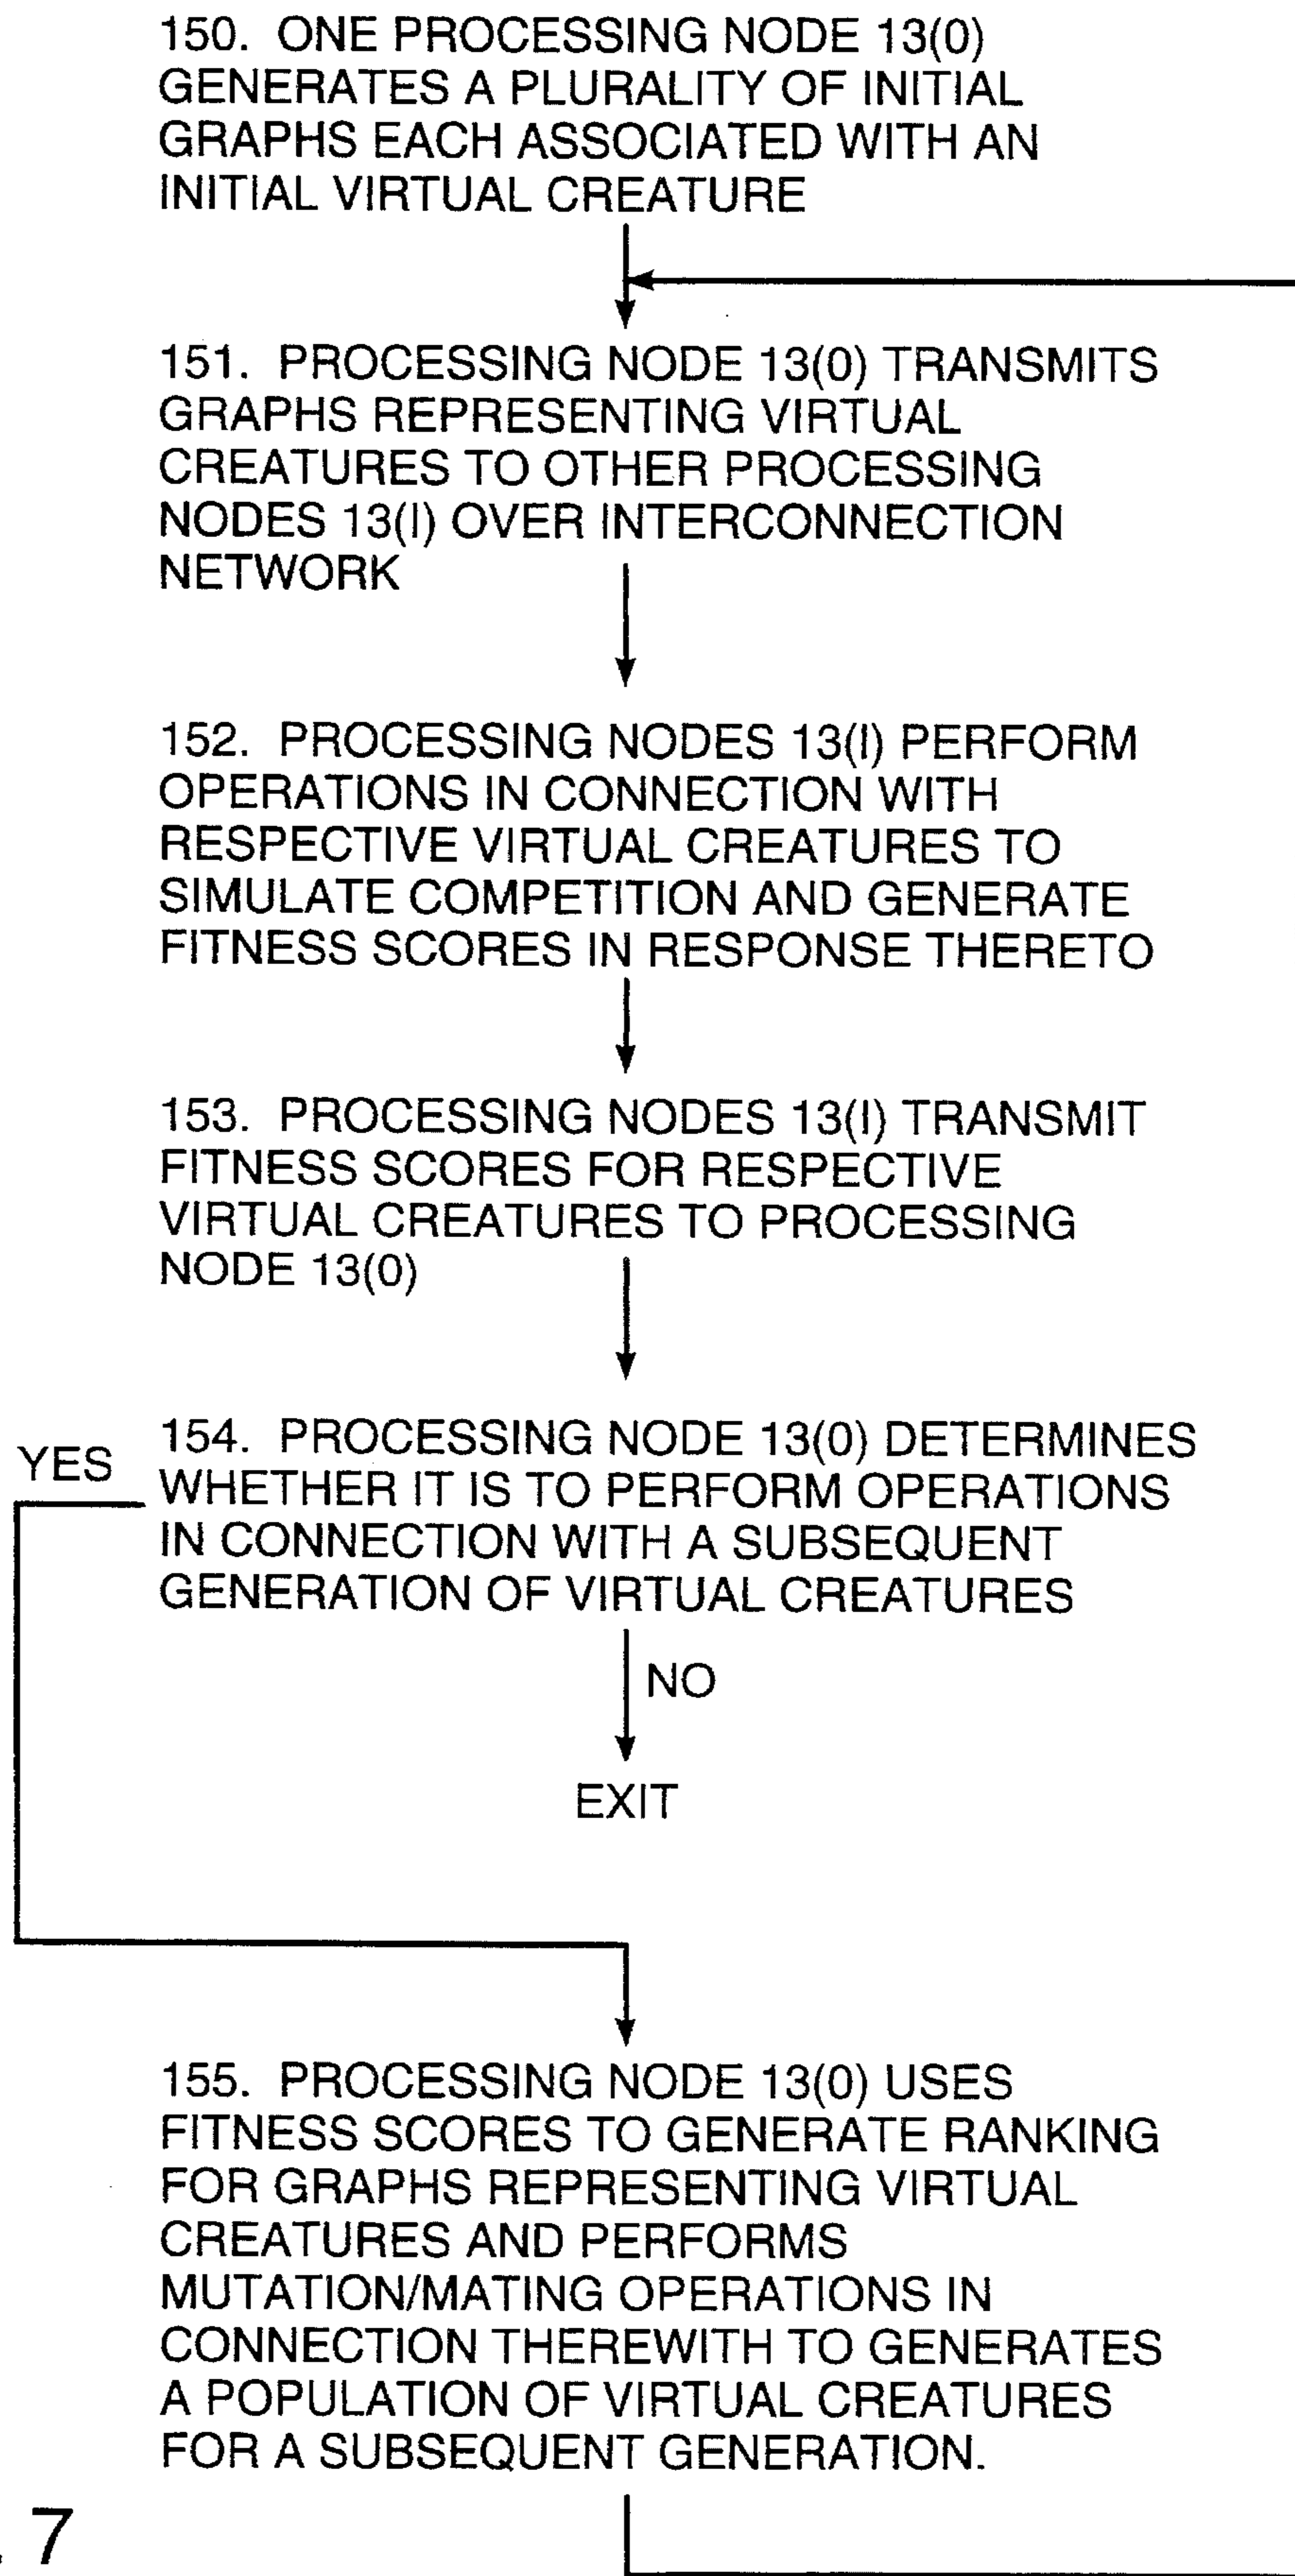 150. ONE PROCESSING NODE 13(0)
GENERATES A PLURALITY OF INITIAL
GRAPHS EACH ASSOCIATED WITH AN
INITIAL VIRTUAL CREATURE
151. PROCESSING NODE 13(0) TRANSMITS
GRAPHS REPRESENTING VIRTUAL
CREATURES TO OTHER PROCESSING
NODES 13(I) OVER INTERCONNECTION
NETWORK
152. PROCESSING NODES 13(I) PERFORM
OPERATIONS IN CONNECTION WITH
RESPECTIVE VIRTUAL CREATURES TO
SIMULATE COMPETITION AND GENERATE
FITNESS SCORES IN RESPONSE THERETO
153. PROCESSING NODES 13(I) TRANSMIT
FITNESS SCORES FOR RESPECTIVE
VIRTUAL CREATURES TO PROCESSING
NODE 13(0)
YES
154. PROCESSING NODE 13(0) DETERMINES
WHETHER IT IS TO PERFORM OPERATIONS
IN CONNECTION WITH A SUBSEQUENT
GENERATION OF VIRTUAL CREATURES
NO
EXIT
155. PROCESSING NODE 13(0) USES
FITNESS SCORES TO GENERATE RANKING
FOR GRAPHS REPRESENTING VIRTUAL
CREATURES AND PERFORMS
MUTATION/MATING OPERATIONS IN
CONNECTION THEREWITH TO GENERATES
A POPULATION OF VIRTUAL CREATURES
FOR A SUBSEQUENT GENERATION.
. 7